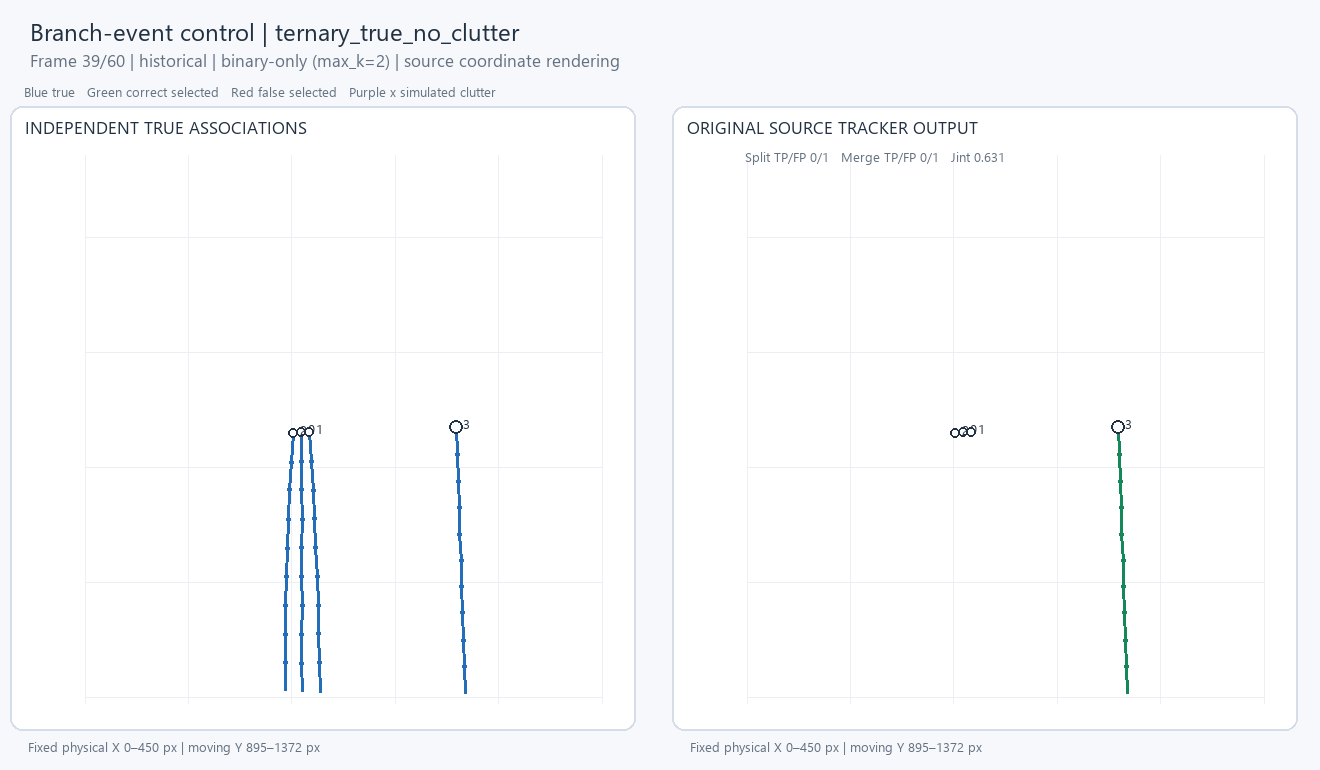 Branch-event control | ternary_true_no_clutter
Frame 39/60 | historical | binary-only (max_k=2) | source coordinate rendering
Blue true Green correct selected Red false selected Purple x simulated clutter
INDEPENDENT TRUE ASSOCIATIONS
1
3
Fixed physical X 0–450 px | moving Y 895–1372 px
ORIGINAL SOURCE TRACKER OUTPUT
Split TP/FP 0/1 Merge TP/FP 0/1 Jint 0.631
1
3
Fixed physical X 0–450 px | moving Y 895–1372 px